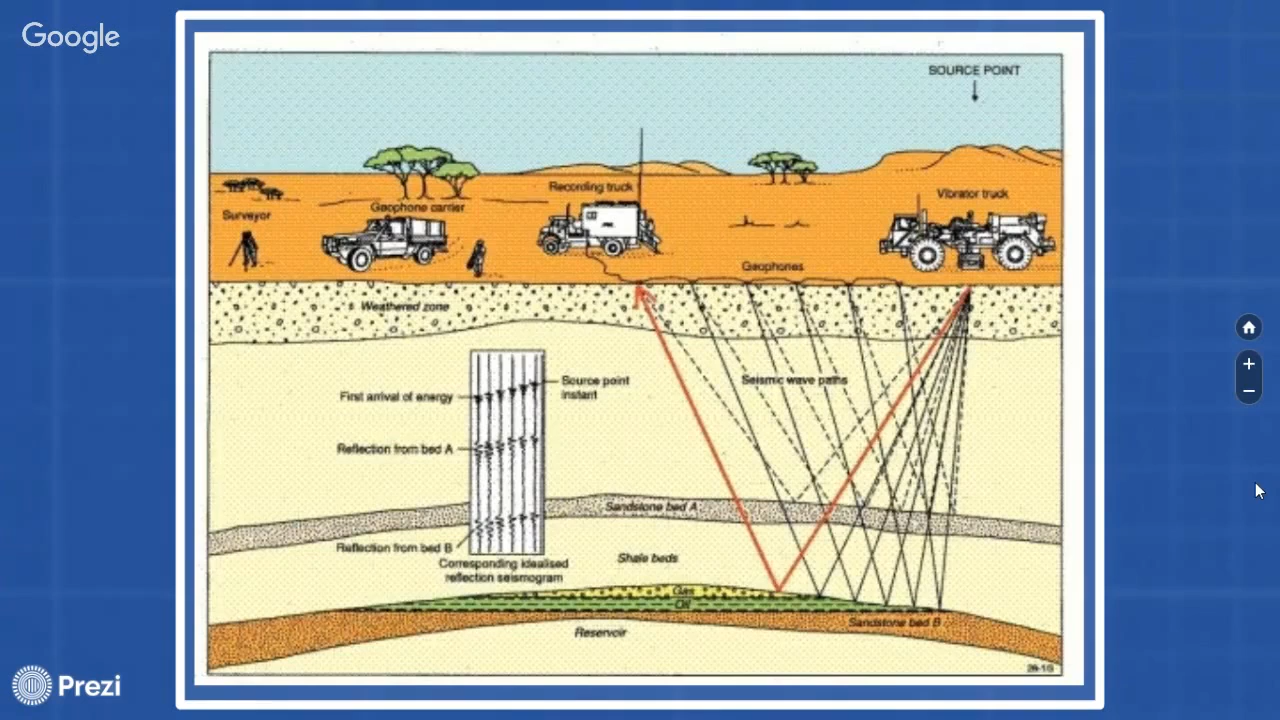 Google
SOURCE POINT
Recording truck
Vibrator truck
Geophone carrier
Surveyor
Geophones
Weathered zone
Seismic wave paths
Source point
instant
First arrival of energy
Reflection from bed A
Sandstone bed A
Reflection from bed B
Shale beds
Corresponding idealised
reflection seismogram
Gas
Oil
Sandstone bed B
Reservoir
Prezi